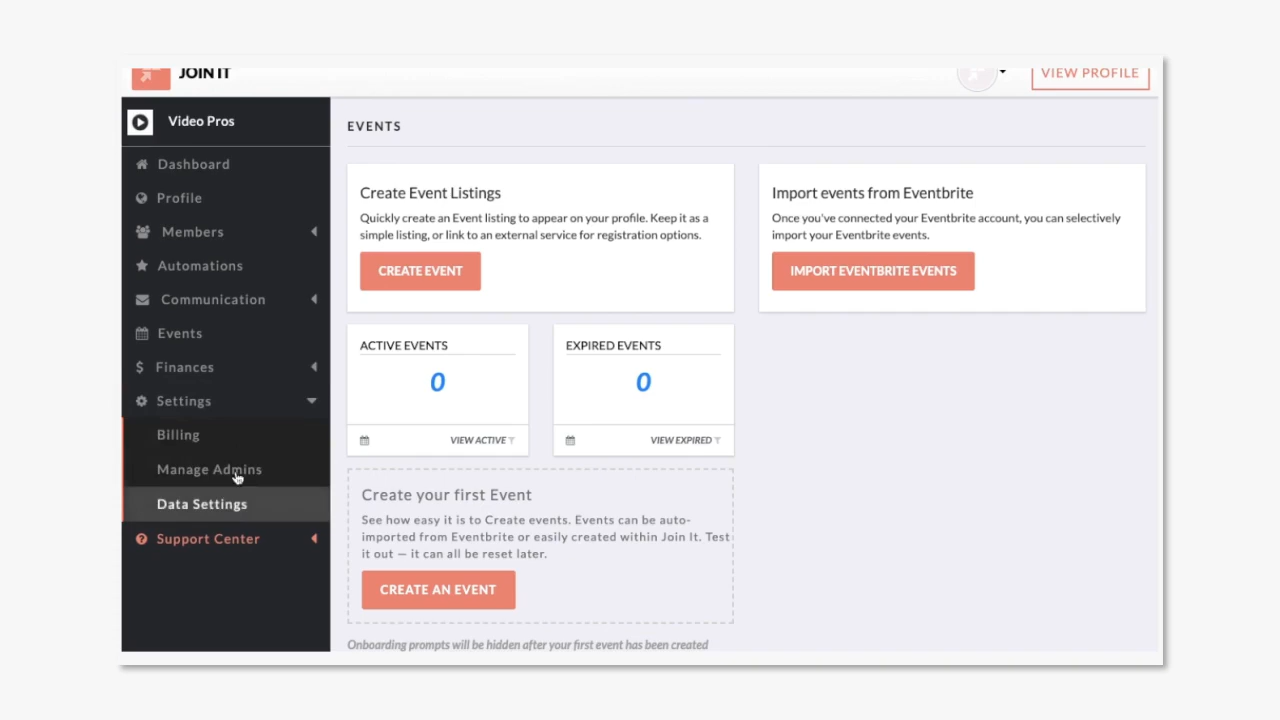 JOIN IT
VIEW PROFILE
Video Pros
Dashboard
Profile
Members
Automations
Communication
Events
Finances
Settings
Billing
Manage Admins
Data Settings
Support Center
EVENTS
Create Event Listings
Quickly create an Event listing to appear on your profile. Keep it as a
simple listing, or link to an external service for registration options.
CREATE EVENT
Import events from Eventbrite
Once you've connected your Eventbrite account, you can selectively
import your Eventbrite events.
IMPORT EVENTBRITE EVENTS
ACTIVE EVENTS
0
VIEW ACTIVE
EXPIRED EVENTS
0
VIEW EXPIRED
Create your first Event
See how easy it is to Create events. Events can be auto-
imported from Eventbrite or easily created within Join It. Test
it out — it can all be reset later.
CREATE AN EVENT
Onboarding prompts will be hidden after your first event has been created